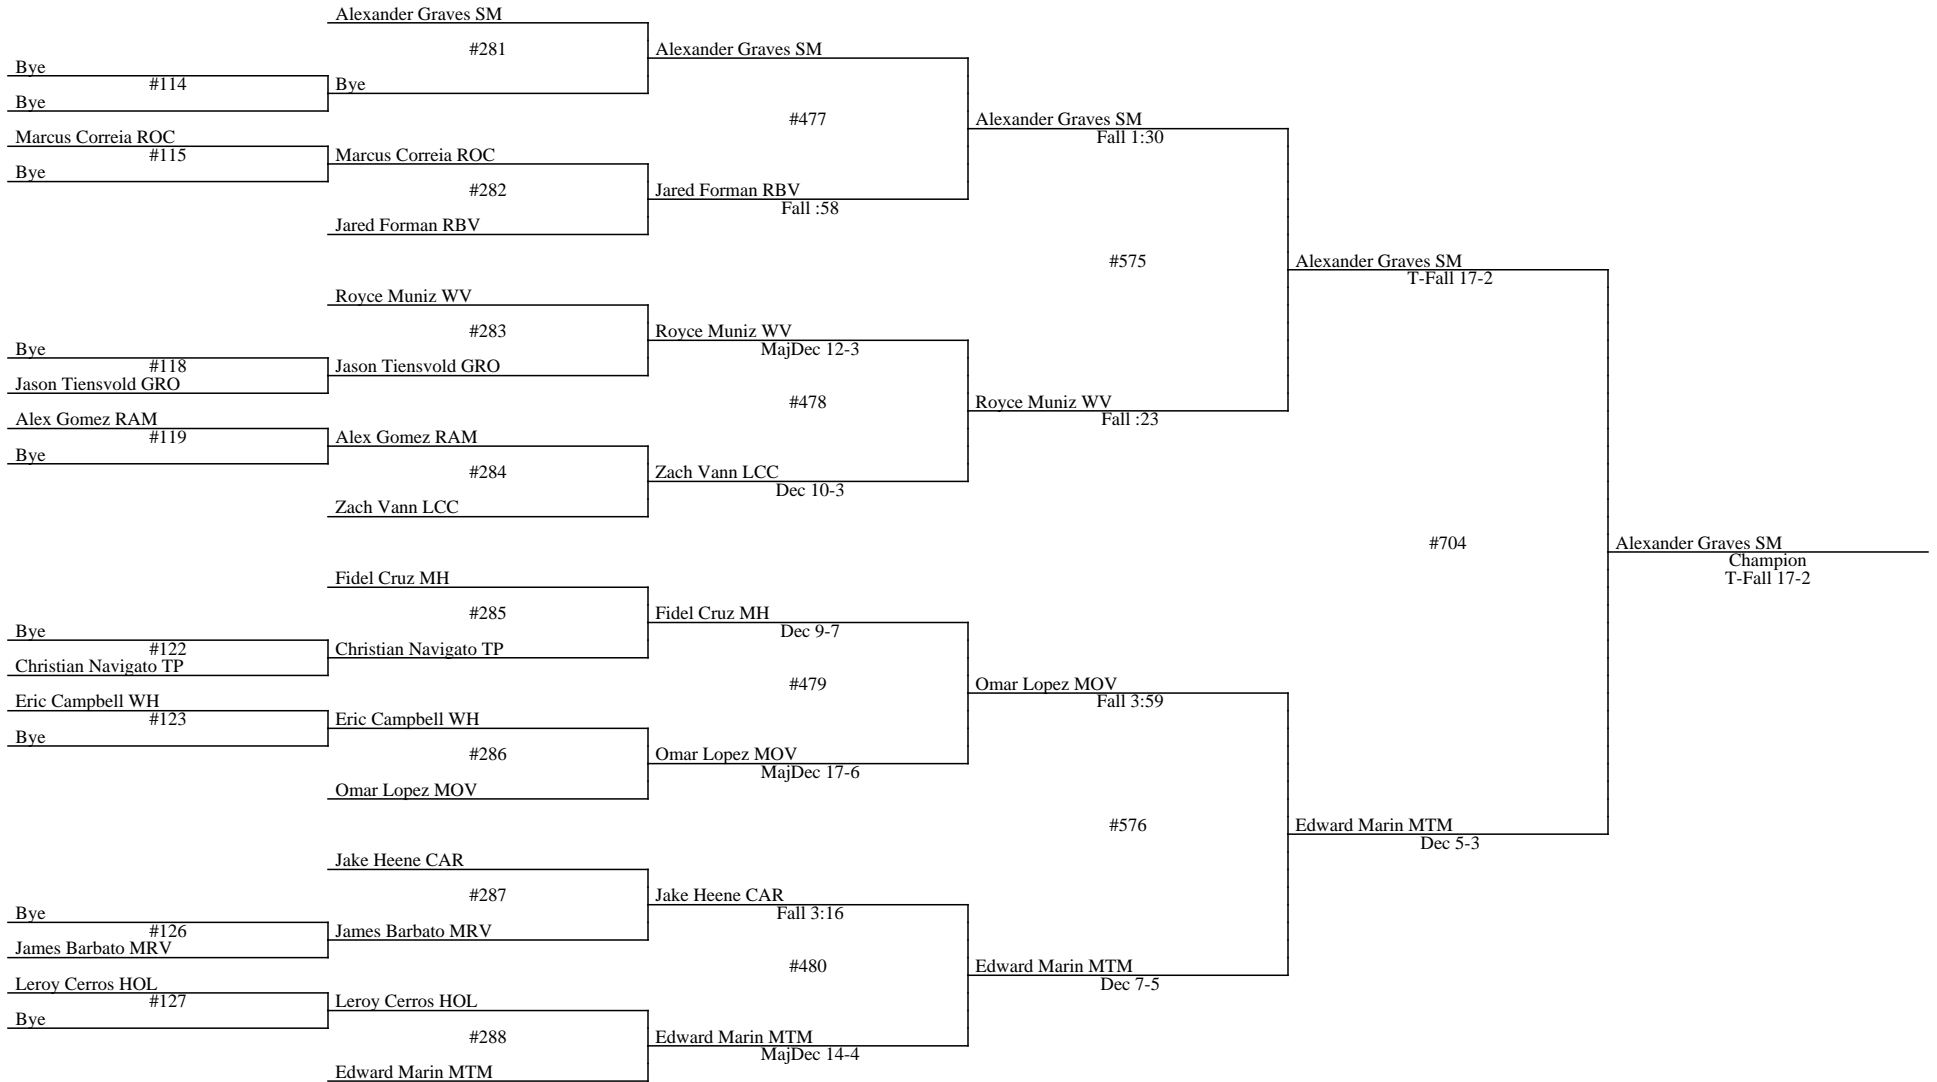 Alexander Graves SM
#281
Alexander Graves SM
Bye
#114
Bye
Bye
#477
Alexander Graves SM
Fall 1:30
Marcus Correia ROC
#115
Marcus Correia ROC
Bye
#282
Jared Forman RBV
Fall :58
Jared Forman RBV
#575
Alexander Graves SM
T-Fall 17-2
Royce Muniz WV
#283
Royce Muniz WV
MajDec 12-3
Bye
#118
Jason Tiensvold GRO
Jason Tiensvold GRO
#478
Royce Muniz WV
Fall :23
Alex Gomez RAM
#119
Alex Gomez RAM
Bye
#284
Zach Vann LCC
Dec 10-3
Zach Vann LCC
#704
Alexander Graves SM
Champion
T-Fall 17-2
Fidel Cruz MH
#285
Fidel Cruz MH
Dec 9-7
Bye
#122
Christian Navigato TP
Christian Navigato TP
#479
Omar Lopez MOV
Fall 3:59
Eric Campbell WH
#123
Eric Campbell WH
Bye
#286
Omar Lopez MOV
MajDec 17-6
Omar Lopez MOV
#576
Edward Marin MTM
Dec 5-3
Jake Heene CAR
#287
Jake Heene CAR
Fall 3:16
Bye
#126
James Barbato MRV
James Barbato MRV
#480
Edward Marin MTM
Dec 7-5
Leroy Cerros HOL
#127
Leroy Cerros HOL
Bye
#288
Edward Marin MTM
MajDec 14-4
Edward Marin MTM